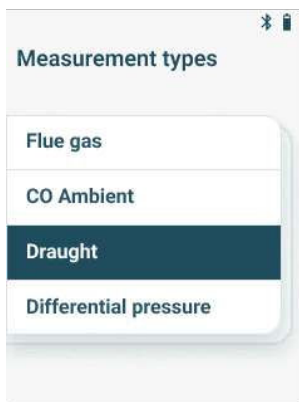 Measurement types
Flue gas
CO Ambient
Draught
Differential pressure